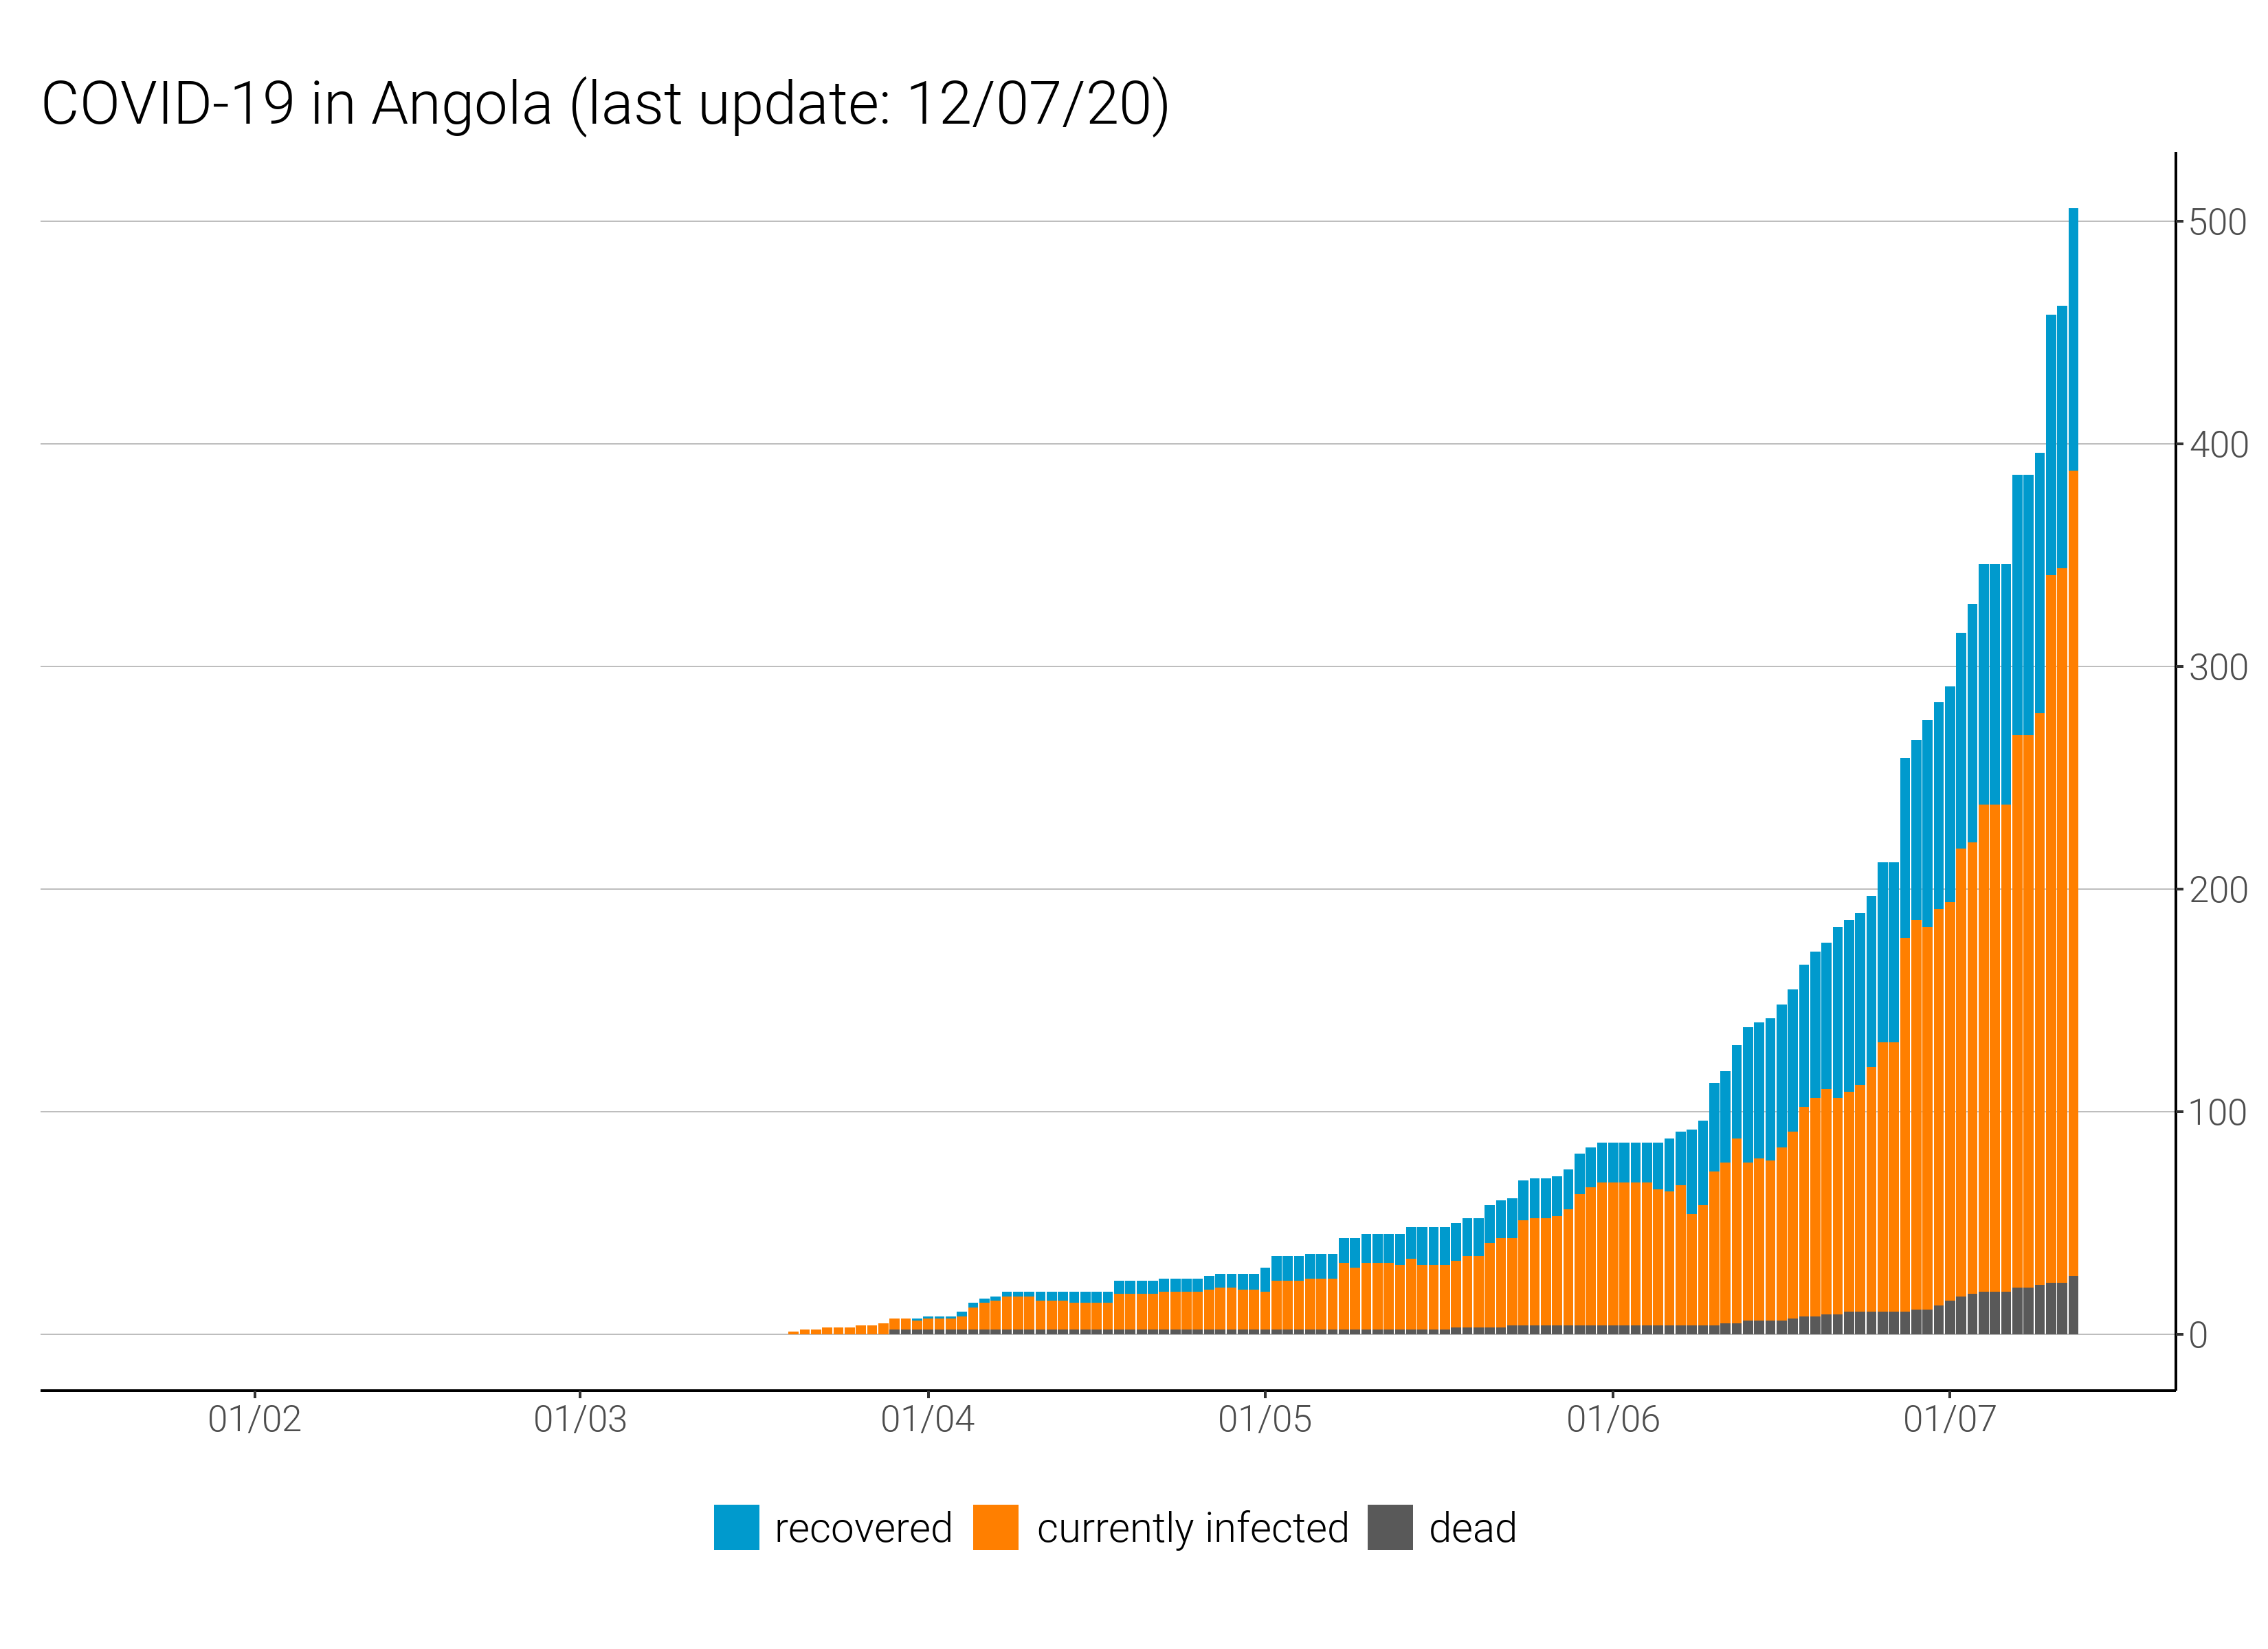 COVID-19 in Angola (last update: 12/07/20)
500
400
300
200
100
0
01/02 01/03 01/04 01/05 01/06 01/07
recovered currently infected dead